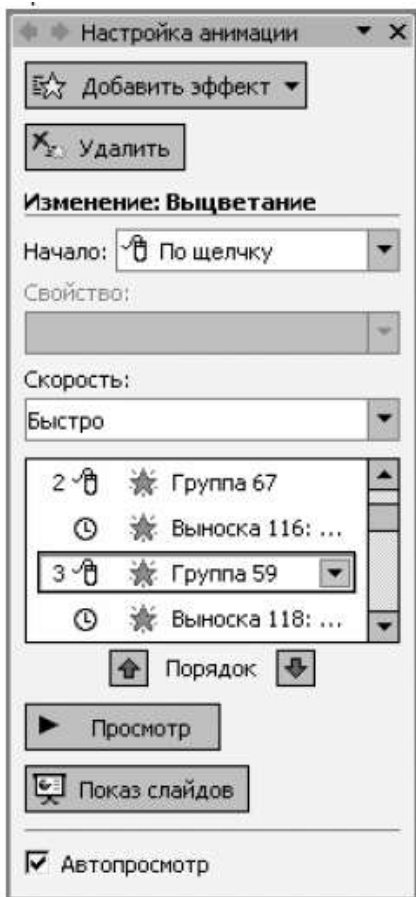 Настройка анимации
Добавить эффект
Удалить
Изменение: Выцветание
Начало: По щелчку
Свойство:
Скорость:
Быстро
2 Группа 67
Выноска 116: ...
3 Группа 59
Выноска 118: ...
Порядок
Просмотр
Показ слайдов
Автопросмотр